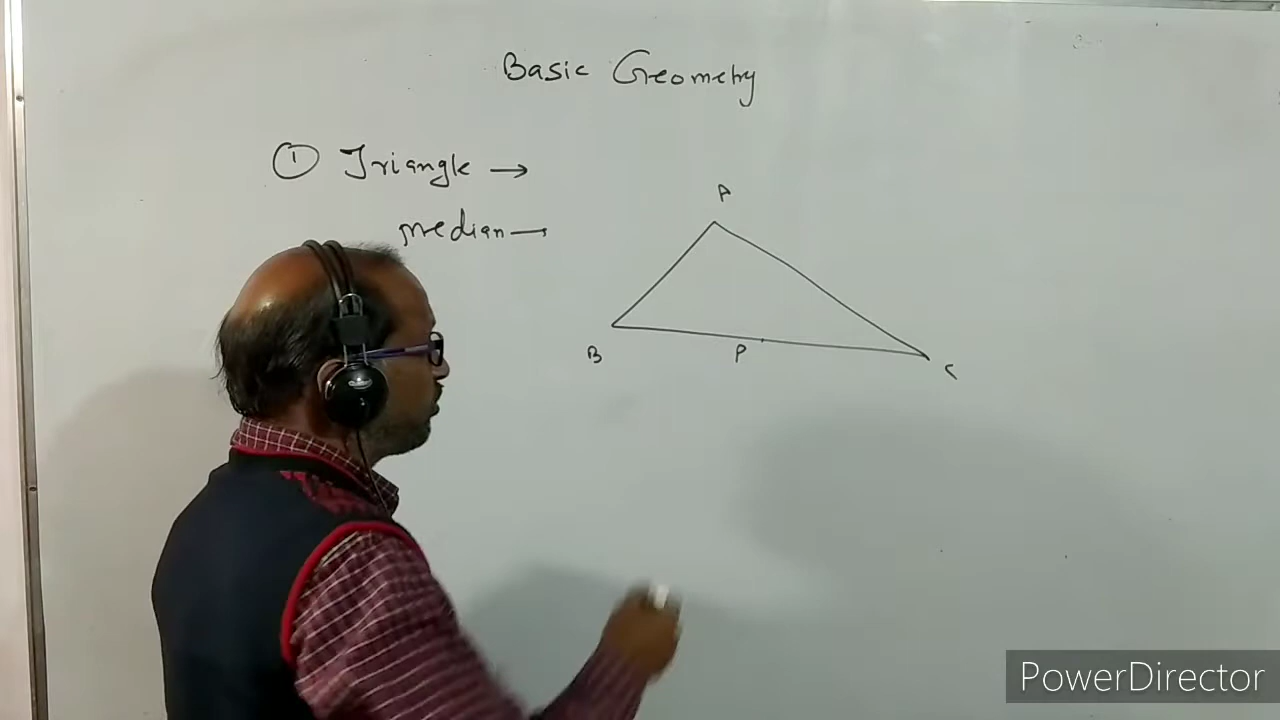 Basic Geometry
① Triangle →
median →
A
B
P
C
PowerDirector